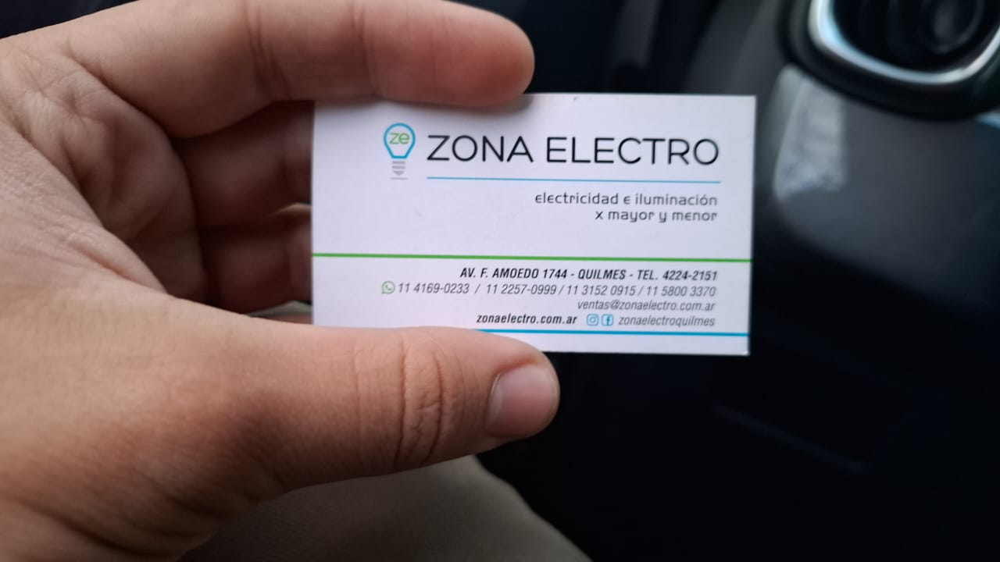 ze
ZONA ELECTRO
electricidad e iluminación
x mayor y menor
AV. F. AMOEDO 1744 - QUILMES - TEL. 4224-2151
11 4169-0233 / 11 2257-0999 / 11 3152 0915 / 11 5800 3370
ventas@zonaelectro.com.ar
zonaelectro.com.ar zonaelectroquilmes